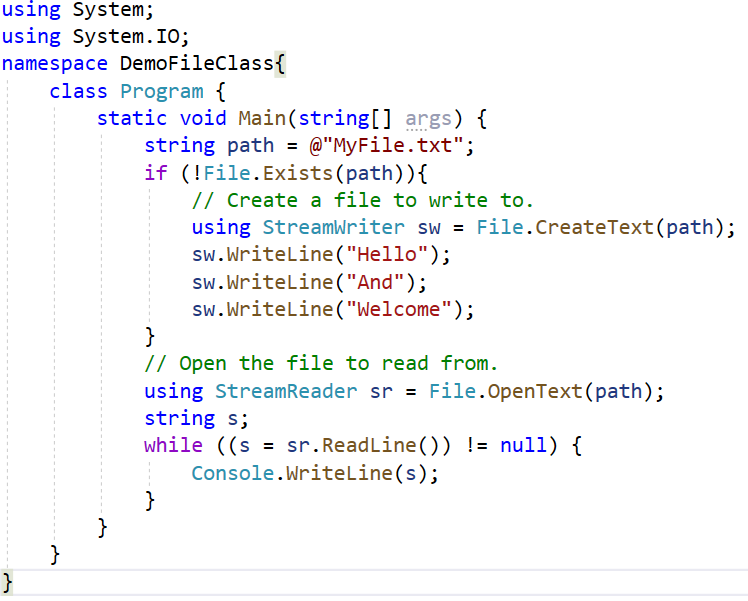 using System;
using System.IO;
namespace DemoFileClass{
    class Program {
        static void Main(string[] args) {
            string path = @"MyFile.txt";
            if (!File.Exists(path)){
                // Create a file to write to.
                using StreamWriter sw = File.CreateText(path);
                sw.WriteLine("Hello");
                sw.WriteLine("And");
                sw.WriteLine("Welcome");
            }
            // Open the file to read from.
            using StreamReader sr = File.OpenText(path);
            string s;
            while ((s = sr.ReadLine()) != null) {
                Console.WriteLine(s);
            }
        }
    }
}